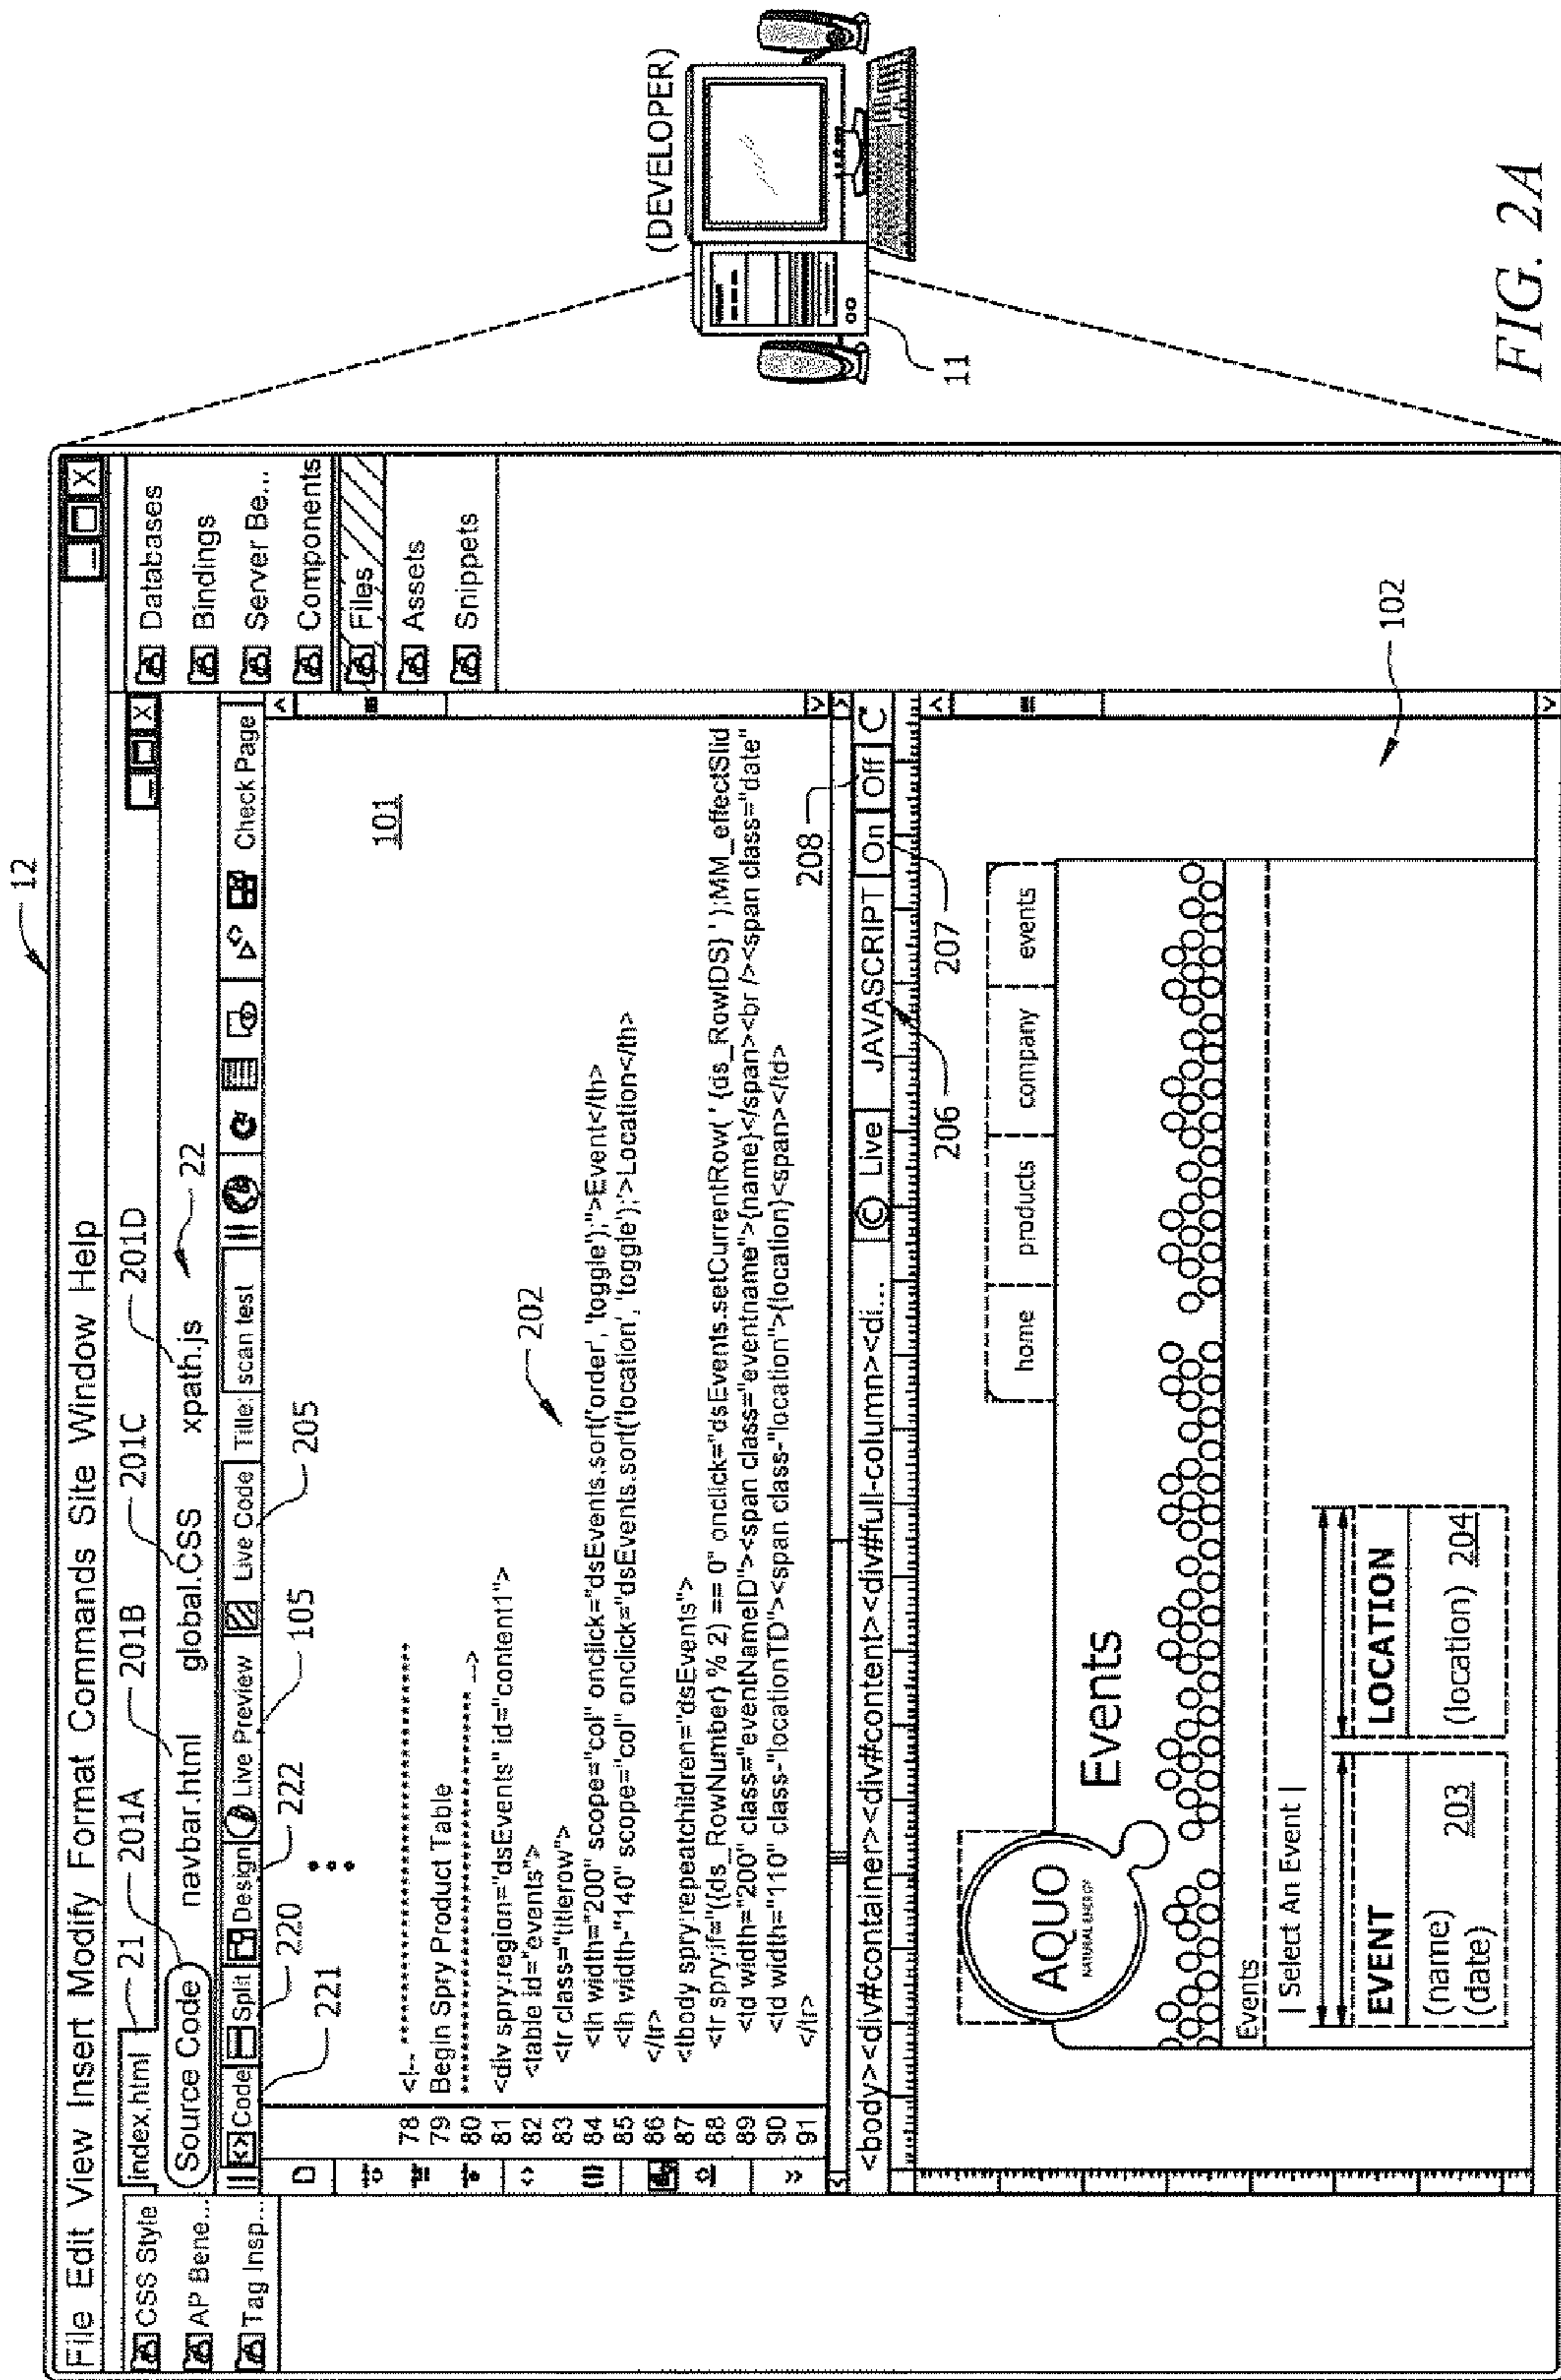 12
File Edit View Insert Modify Format Commands Site Window Help
CSS Style
AP Bene...
Tag Insp...
index.html
21
201A
201B
201C
201D
Source Code
navbar.html
global.CSS
xpath.js
22
Code
Split
Design
Live Preview
Live Code
Title:
scan test
Check Page
221
220
222
105
205
101
202
78 <!-- ******************************
79 Begin Spry Product Table
80 ****************************** -->
81 <div spry:region="dsEvents" id="content1">
82 <table id="events">
83 <tr class="titlerow">
84 <th width="200" scope="col" onclick="dsEvents.sort('order', 'toggle');">Event</th>
85 <th width="140" scope="col" onclick="dsEvents.sort('location', 'toggle');'>Location</th>
86 </tr>
87 <tbody spry:repeatchildren="dsEvents">
88 <tr spry:if="({ds_RowNumber} % 2) == 0" onclick="dsEvents.setCurrentRow( ' {ds_RowIDS} ' );MM_effectSlid
89 <td width="200" class="eventNameID"><span class="eventname">{name}</span><br /><span class="date"
90 <td width="110" class="locationTD"><span class="location">{location}<span></td>
91 </tr>
208
<body><div#container><div#content><div#full-column><di...
Live
JAVASCRIPT
On
Off
206
207
home
products
company
events
AQUO
NATURAL ENERGY
Events
Events
| Select An Event |
EVENT
LOCATION
(name)
(date)
203
(location)
204
102
Databases
Bindings
Server Be...
Components
Files
Assets
Snippets
(DEVELOPER)
11
FIG. 2A